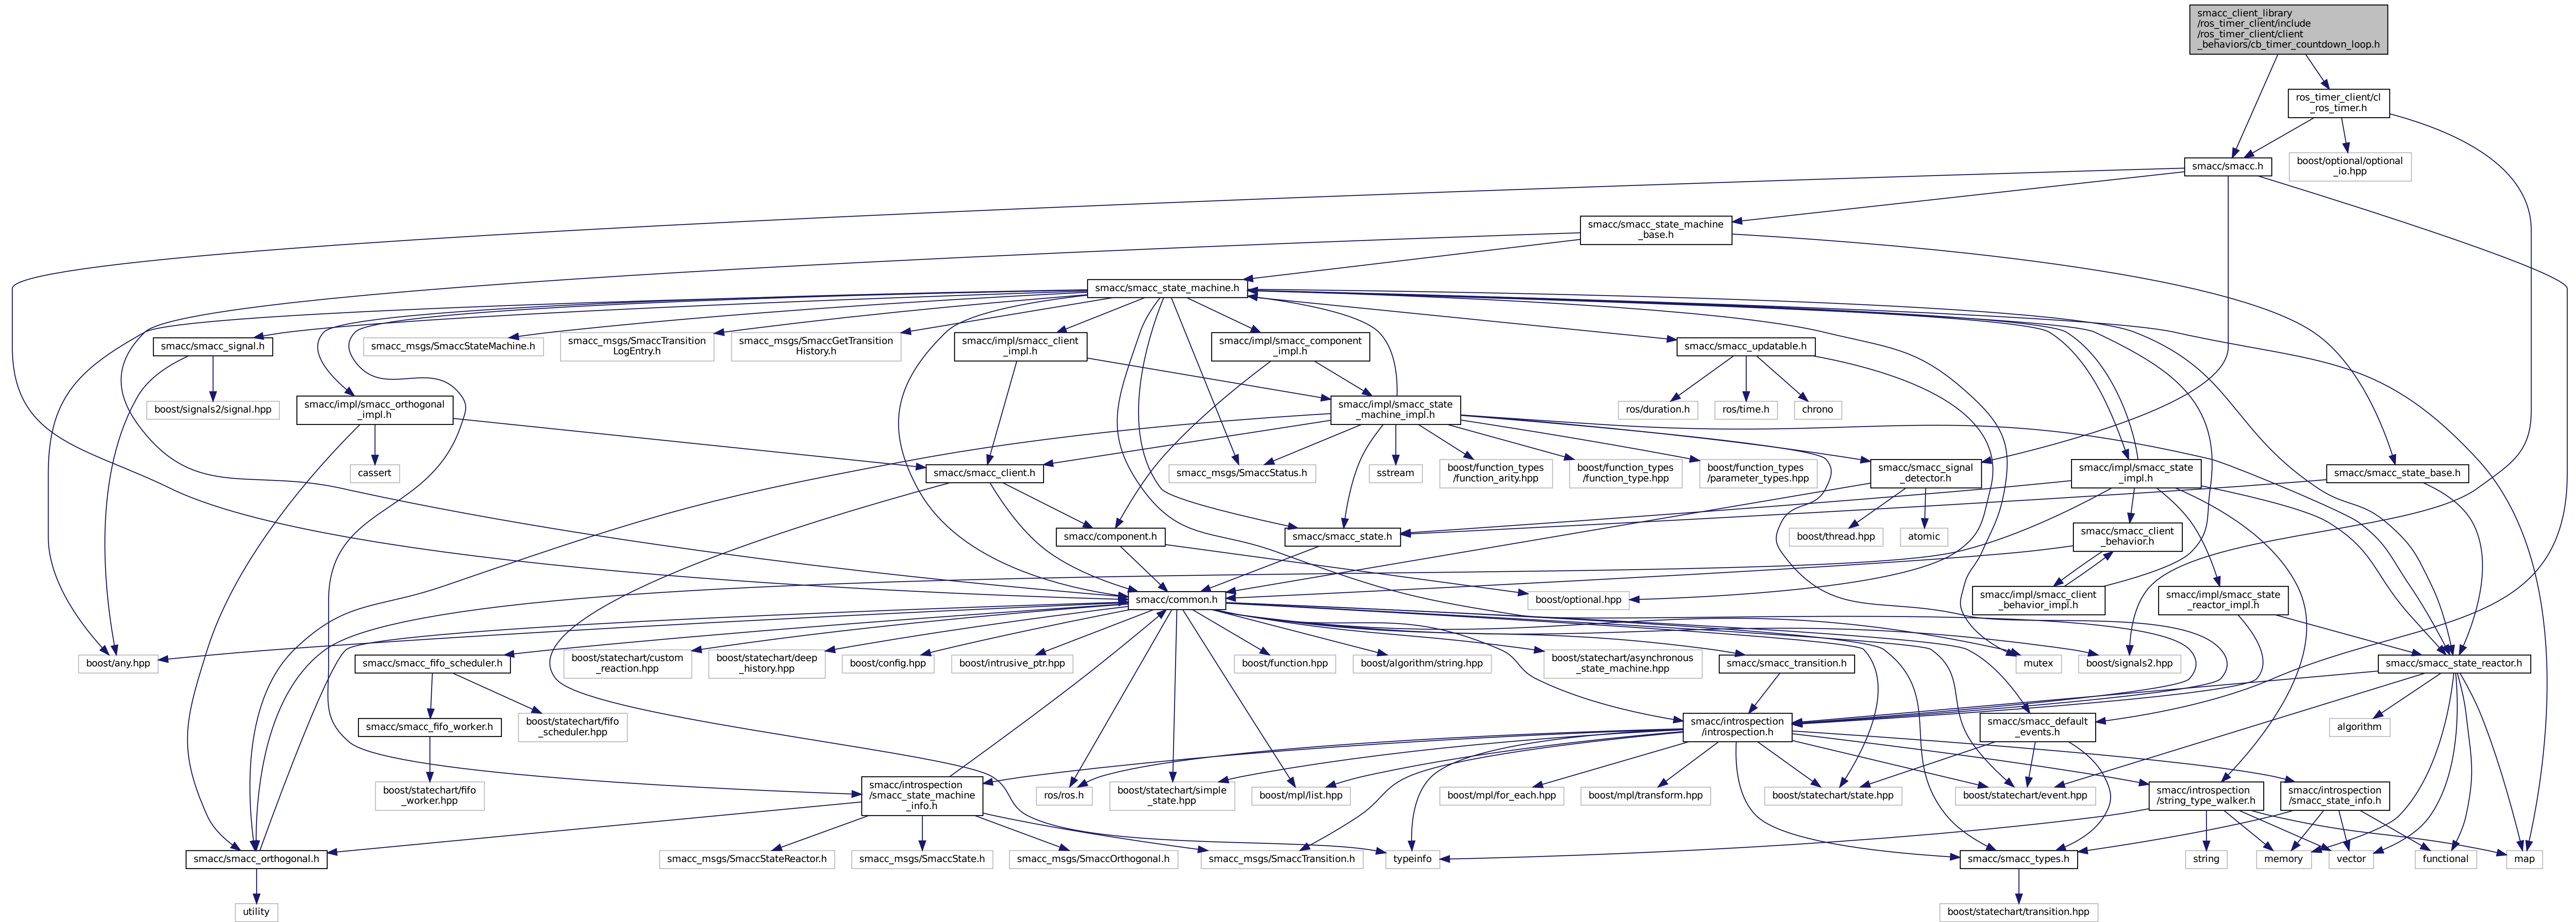 smacc_client_library
/ros_timer_client/include
/ros_timer_client/client
_behaviors/cb_timer_countdown_loop.h
ros_timer_client/cl
_ros_timer.h
smacc/smacc.h
boost/optional/optional
_io.hpp
smacc/smacc_state_machine
_base.h
smacc/smacc_state_machine.h
smacc/smacc_signal.h
smacc_msgs/SmaccStateMachine.h
smacc_msgs/SmaccTransition
LogEntry.h
smacc_msgs/SmaccGetTransition
History.h
smacc/impl/smacc_client
_impl.h
smacc/impl/smacc_component
_impl.h
smacc/smacc_updatable.h
boost/signals2/signal.hpp
smacc/impl/smacc_orthogonal
_impl.h
smacc/impl/smacc_state
_machine_impl.h
ros/duration.h
ros/time.h
chrono
cassert
smacc/smacc_client.h
smacc_msgs/SmaccStatus.h
sstream
boost/function_types
/function_arity.hpp
boost/function_types
/function_type.hpp
boost/function_types
/parameter_types.hpp
smacc/smacc_signal
_detector.h
smacc/impl/smacc_state
_impl.h
smacc/smacc_state_base.h
smacc/component.h
smacc/smacc_state.h
boost/thread.hpp
atomic
smacc/smacc_client
_behavior.h
smacc/common.h
boost/optional.hpp
smacc/impl/smacc_client
_behavior_impl.h
smacc/impl/smacc_state
_reactor_impl.h
boost/any.hpp
smacc/smacc_fifo_scheduler.h
boost/statechart/custom
_reaction.hpp
boost/statechart/deep
_history.hpp
boost/config.hpp
boost/intrusive_ptr.hpp
boost/function.hpp
boost/algorithm/string.hpp
boost/statechart/asynchronous
_state_machine.hpp
smacc/smacc_transition.h
mutex
boost/signals2.hpp
smacc/smacc_state_reactor.h
smacc/smacc_fifo_worker.h
boost/statechart/fifo
_scheduler.hpp
smacc/introspection
/introspection.h
smacc/smacc_default
_events.h
algorithm
boost/statechart/fifo
_worker.hpp
smacc/introspection
/smacc_state_machine
_info.h
ros/ros.h
boost/statechart/simple
_state.hpp
boost/mpl/list.hpp
boost/mpl/for_each.hpp
boost/mpl/transform.hpp
boost/statechart/state.hpp
boost/statechart/event.hpp
smacc/introspection
/string_type_walker.h
smacc/introspection
/smacc_state_info.h
smacc/smacc_orthogonal.h
smacc_msgs/SmaccStateReactor.h
smacc_msgs/SmaccState.h
smacc_msgs/SmaccOrthogonal.h
smacc_msgs/SmaccTransition.h
typeinfo
smacc/smacc_types.h
string
memory
vector
functional
map
utility
boost/statechart/transition.hpp